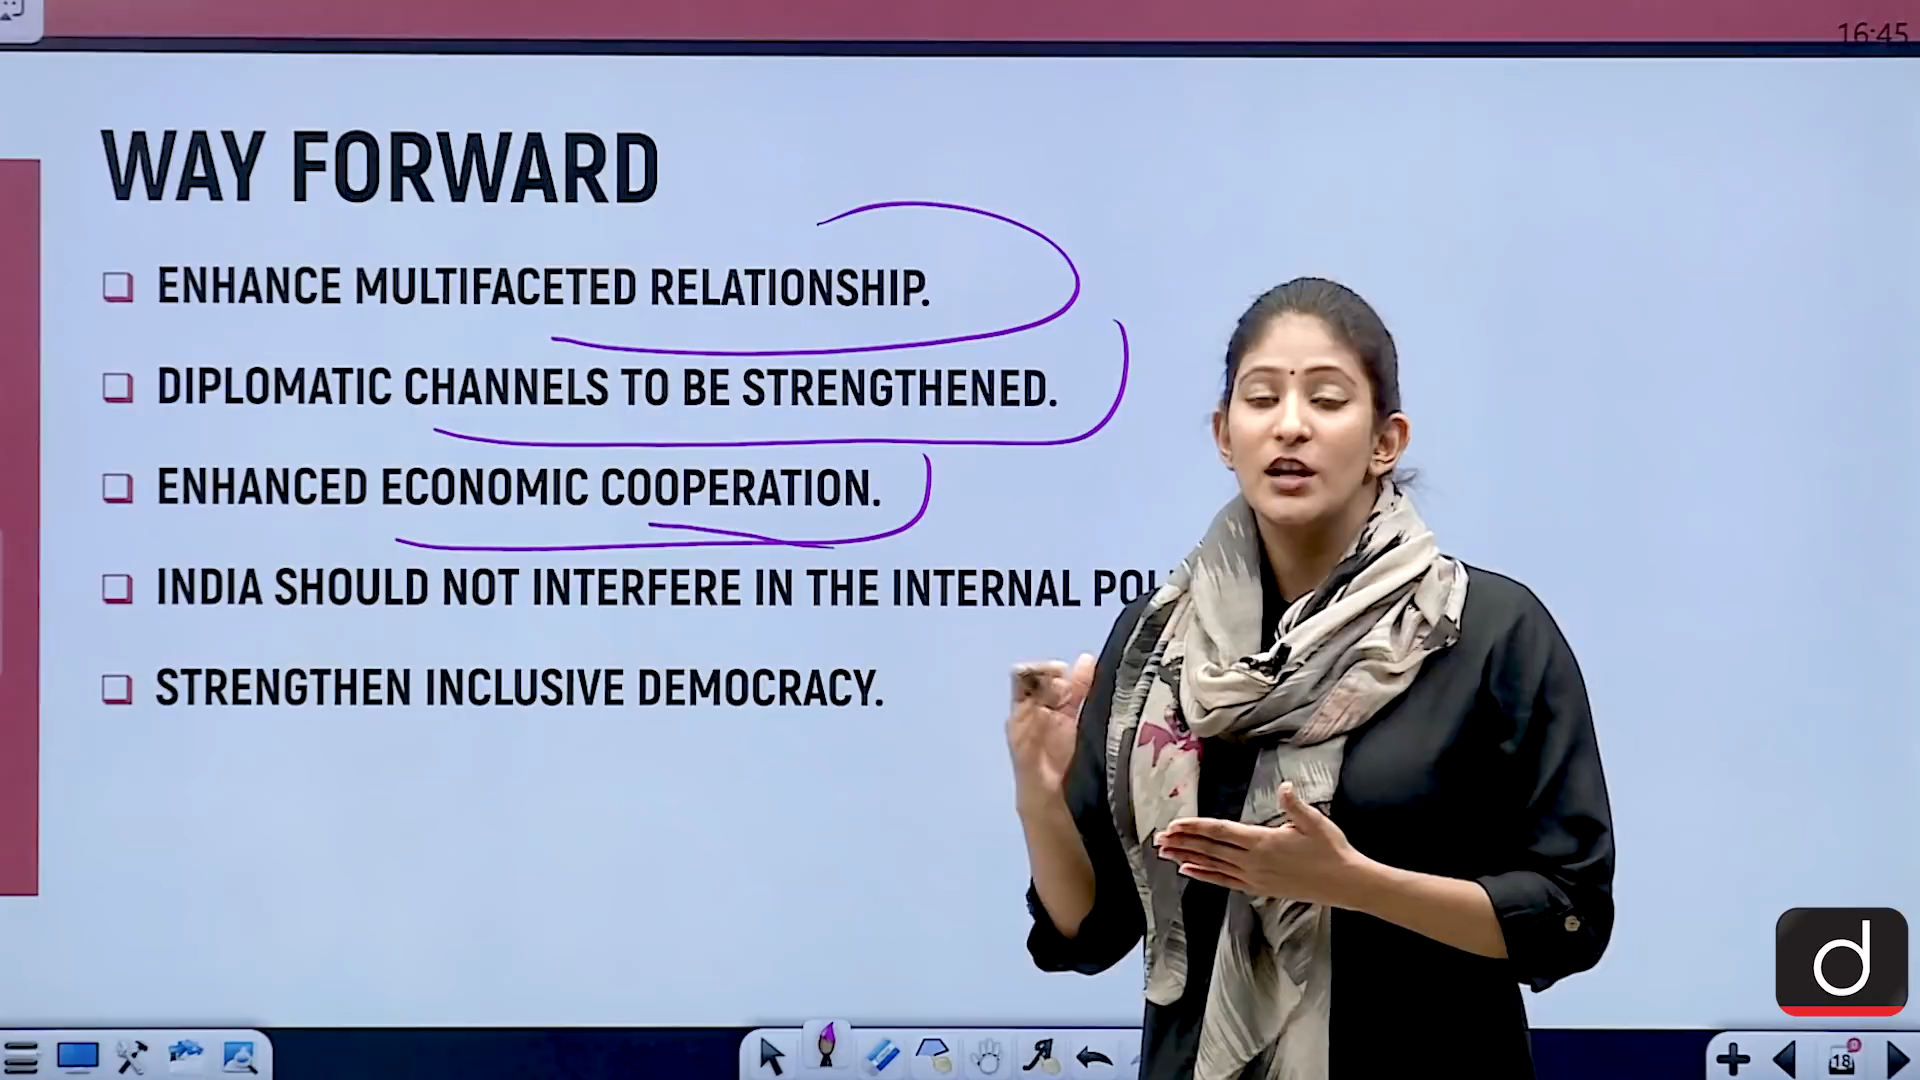 16:45
WAY FORWARD
ENHANCE MULTIFACETED RELATIONSHIP.
DIPLOMATIC CHANNELS TO BE STRENGTHENED.
ENHANCED ECONOMIC COOPERATION.
INDIA SHOULD NOT INTERFERE IN THE INTERNAL
STRENGTHEN INCLUSIVE DEMOCRACY.
d
18